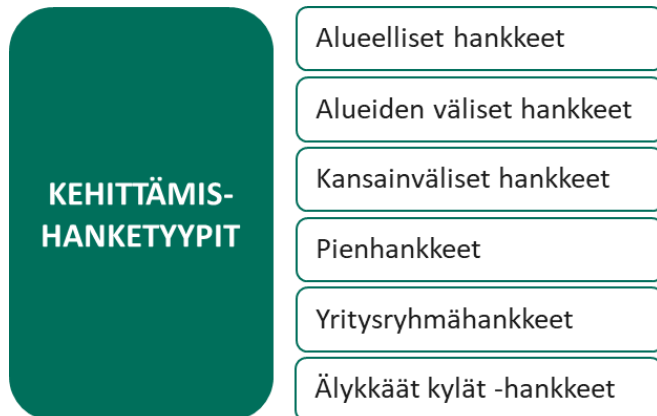 KEHITTÄMIS-
HANKETYYPIT
Alueelliset hankkeet
Alueiden väliset hankkeet
Kansainväliset hankkeet
Pienhankkeet
Yritysryhmähankkeet
Älykkäät kylät -hankkeet